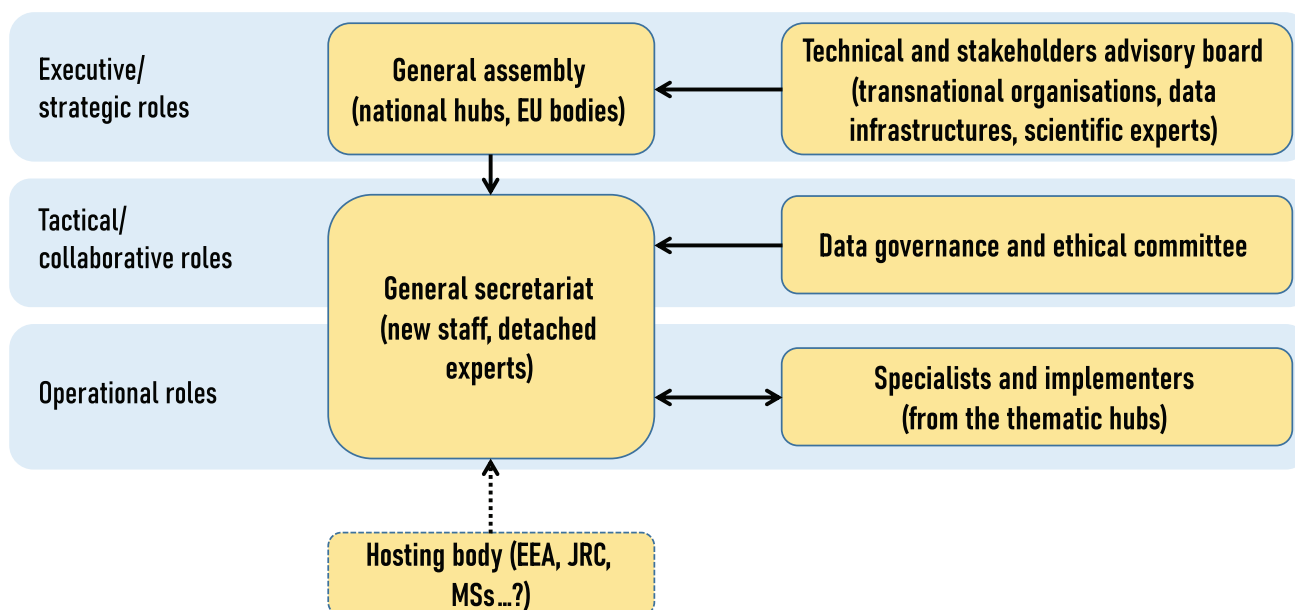 Executive/
strategic roles
General assembly
(national hubs, EU bodies)
Technical and stakeholders advisory board
(transnational organisations, data
infrastructures, scientific experts)
Tactical/
collaborative roles
General secretariat
(new staff, detached
experts)
Data governance and ethical committee
Operational roles
Specialists and implementers
(from the thematic hubs)
Hosting body (EEA, JRC,
MSs...?)